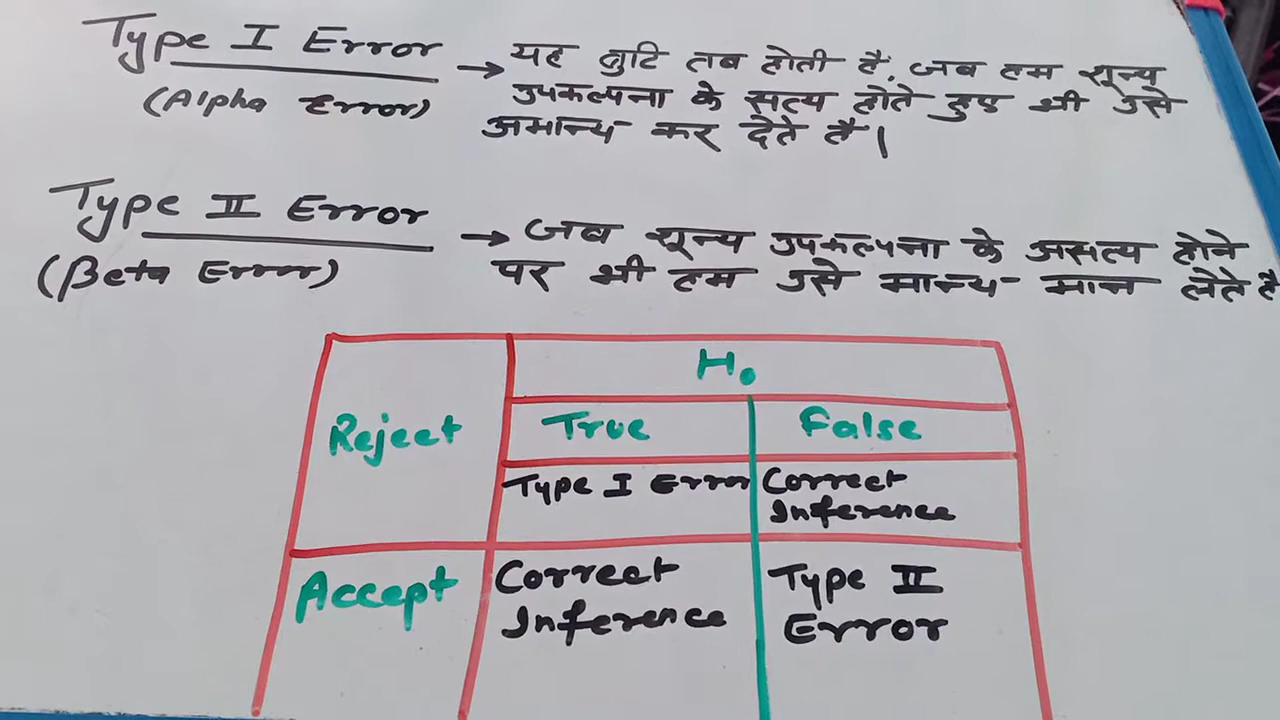 Type I Error
(Alpha Error)
→ यह त्रुटि तब होती है, जब हम शून्य
उपकल्पना के सत्य होते हुए भी उसे
अमान्य कर देते है।
Type II Error
(Beta Error)
→ जब शून्य उपकल्पना के असत्य होने
पर भी हम उसे मान्य मान लेते है
H₀
Reject
True
False
Type I Error
Correct
Inference
Accept
Correct
Inference
Type II
Error